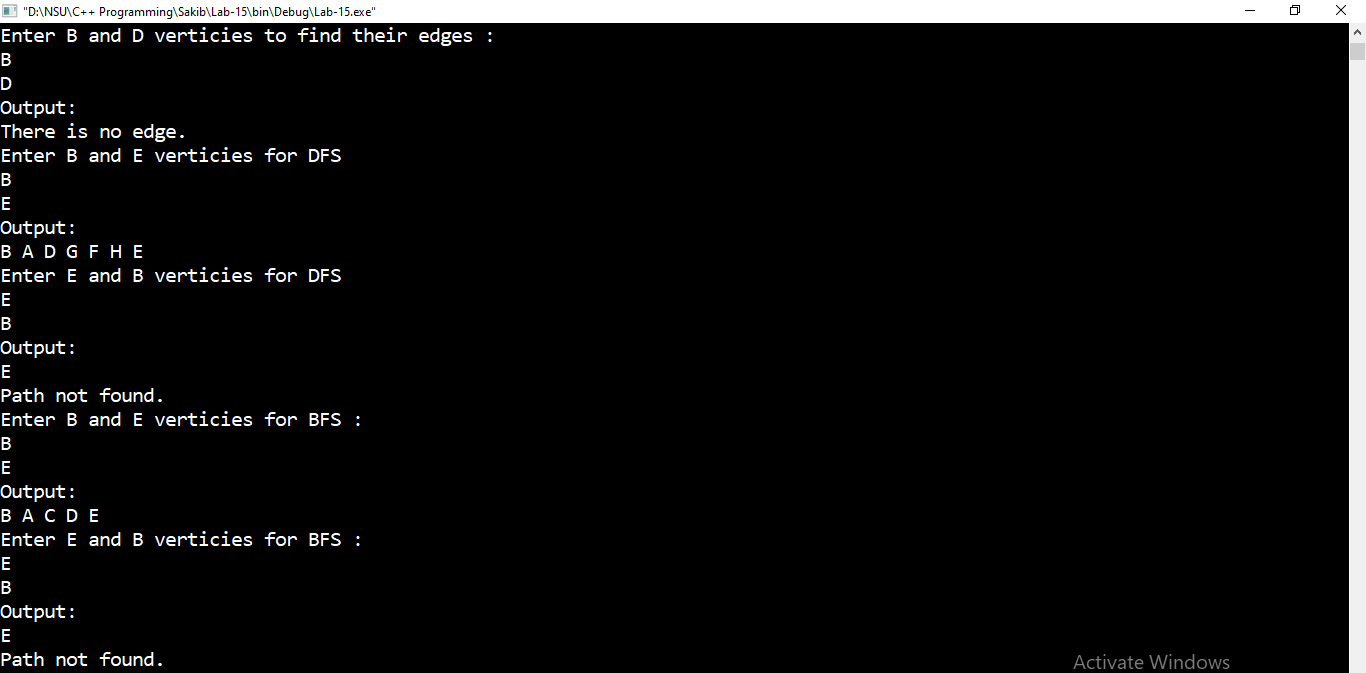 "D:\NSU\C++ Programming\Sakib\Lab-15\bin\Debug\Lab-15.exe"
Enter B and D verticies to find their edges :
B
D
Output:
There is no edge.
Enter B and E verticies for DFS
B
E
Output:
B A D G F H E
Enter E and B verticies for DFS
E
B
Output:
E
Path not found.
Enter B and E verticies for BFS :
B
E
Output:
B A C D E
Enter E and B verticies for BFS :
E
B
Output:
E
Path not found.
Activate Windows